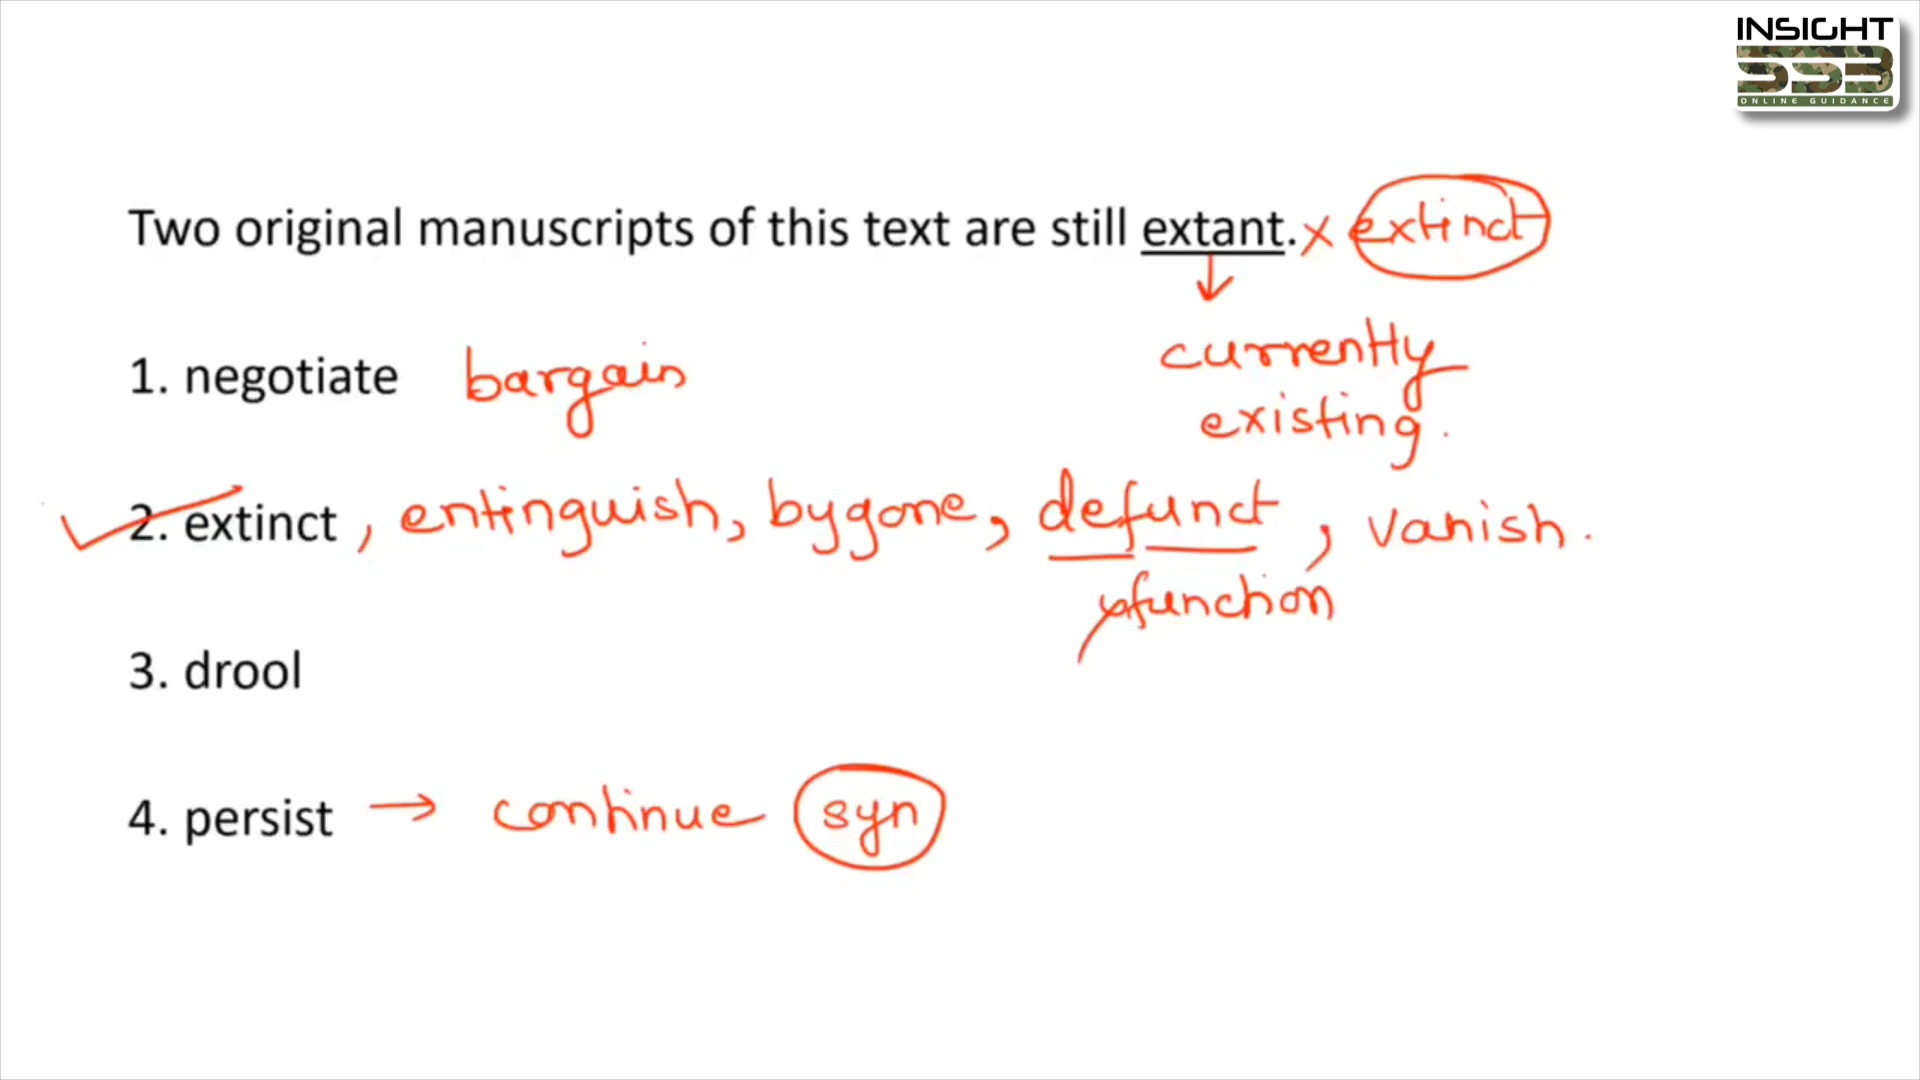 INSIGHT
SSB
ONLINE GUIDANCE
Two original manuscripts of this text are still extant. x extinct
currently
existing.
1. negotiate bargain
2. extinct, entinguish, bygone, defunct, vanish.
function
3. drool
4. persist → continue syn